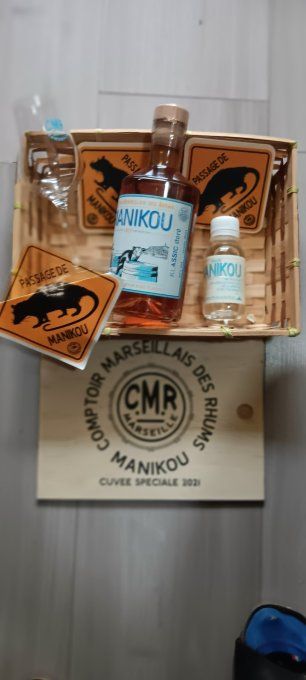 CMR
PASSAGE DE
MANIKOU
PASSAGE DE
MANIKOU
MANIKOU
MANIKOU
PASSAGE DE
MANIKOU
COMPTOIR MARSEILLAIS DES RHUMS
C.M.R
MARSEILLE
MANIKOU
CUVEE SPECIALE 2021